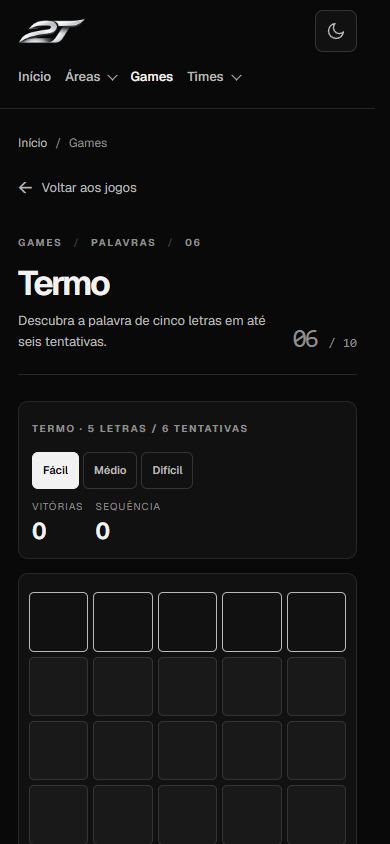 2T
Início Áreas Games Times
Início / Games
← Voltar aos jogos
GAMES / PALAVRAS / 06
Termo
Descubra a palavra de cinco letras em até
seis tentativas.
06 / 10
TERMO · 5 LETRAS / 6 TENTATIVAS
Fácil Médio Difícil
VITÓRIAS SEQUÊNCIA
0 0